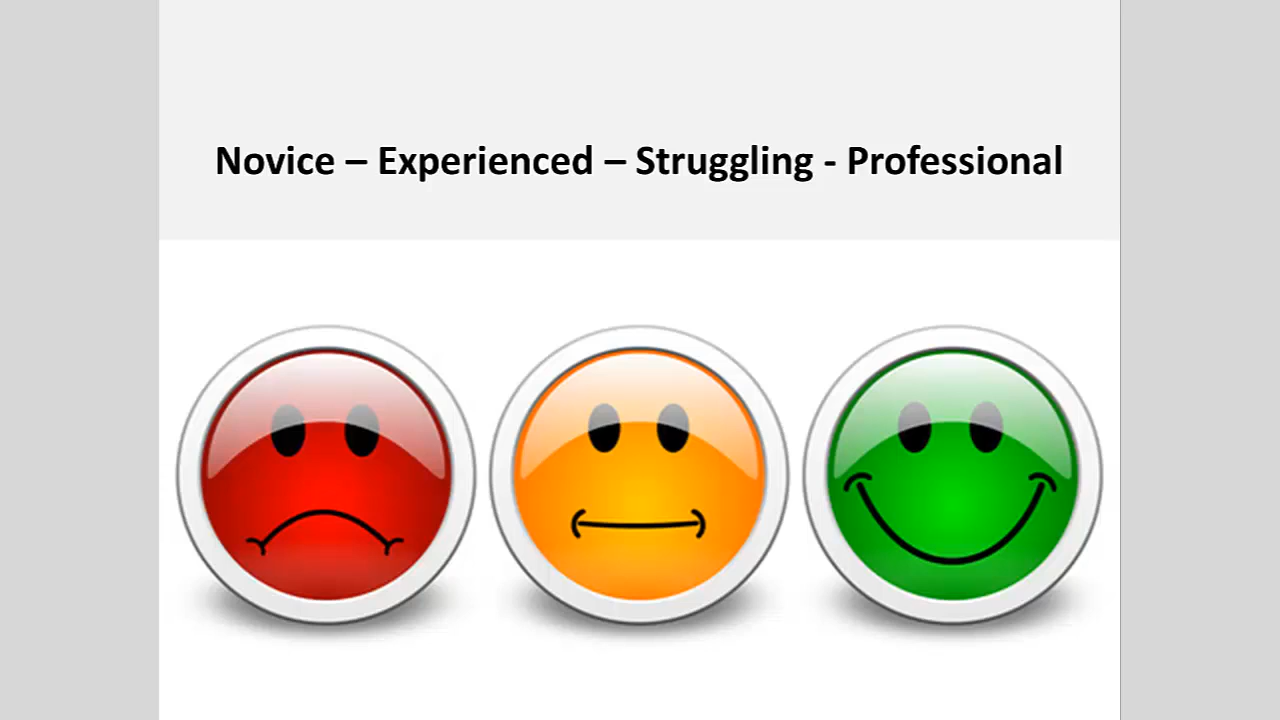 Novice – Experienced – Struggling - Professional